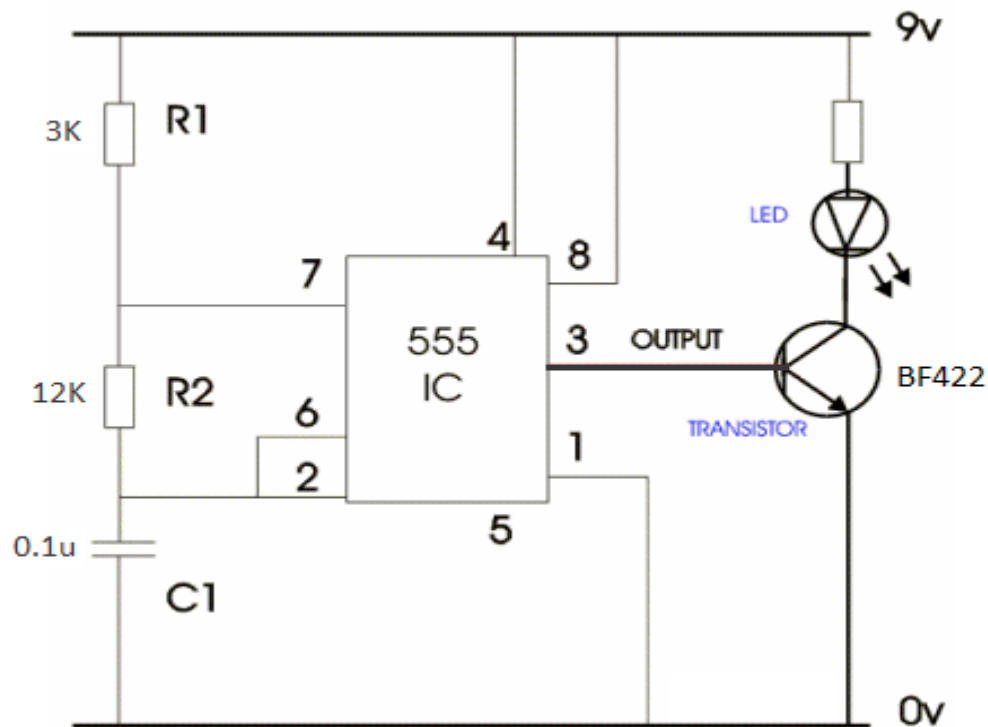 9v
3K
R1
LED
4
8
7
555
IC
3
OUTPUT
BF422
12K
R2
6
TRANSISTOR
1
2
5
0.1u
C1
0v